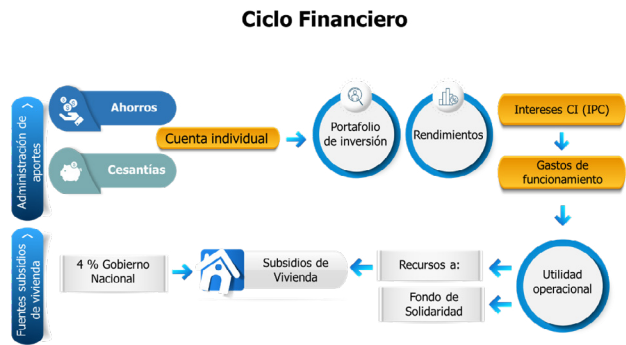 Ciclo Financiero
Administración de
aportes
Ahorros
Cesantías
Cuenta individual
Portafolio
de inversión
Rendimientos
Intereses CI (IPC)
Gastos de
funcionamiento
Fuentes subsidios
de vivienda
4 % Gobierno
Nacional
Subsidios de
Vivienda
Recursos a:
Fondo de
Solidaridad
Utilidad
operacional